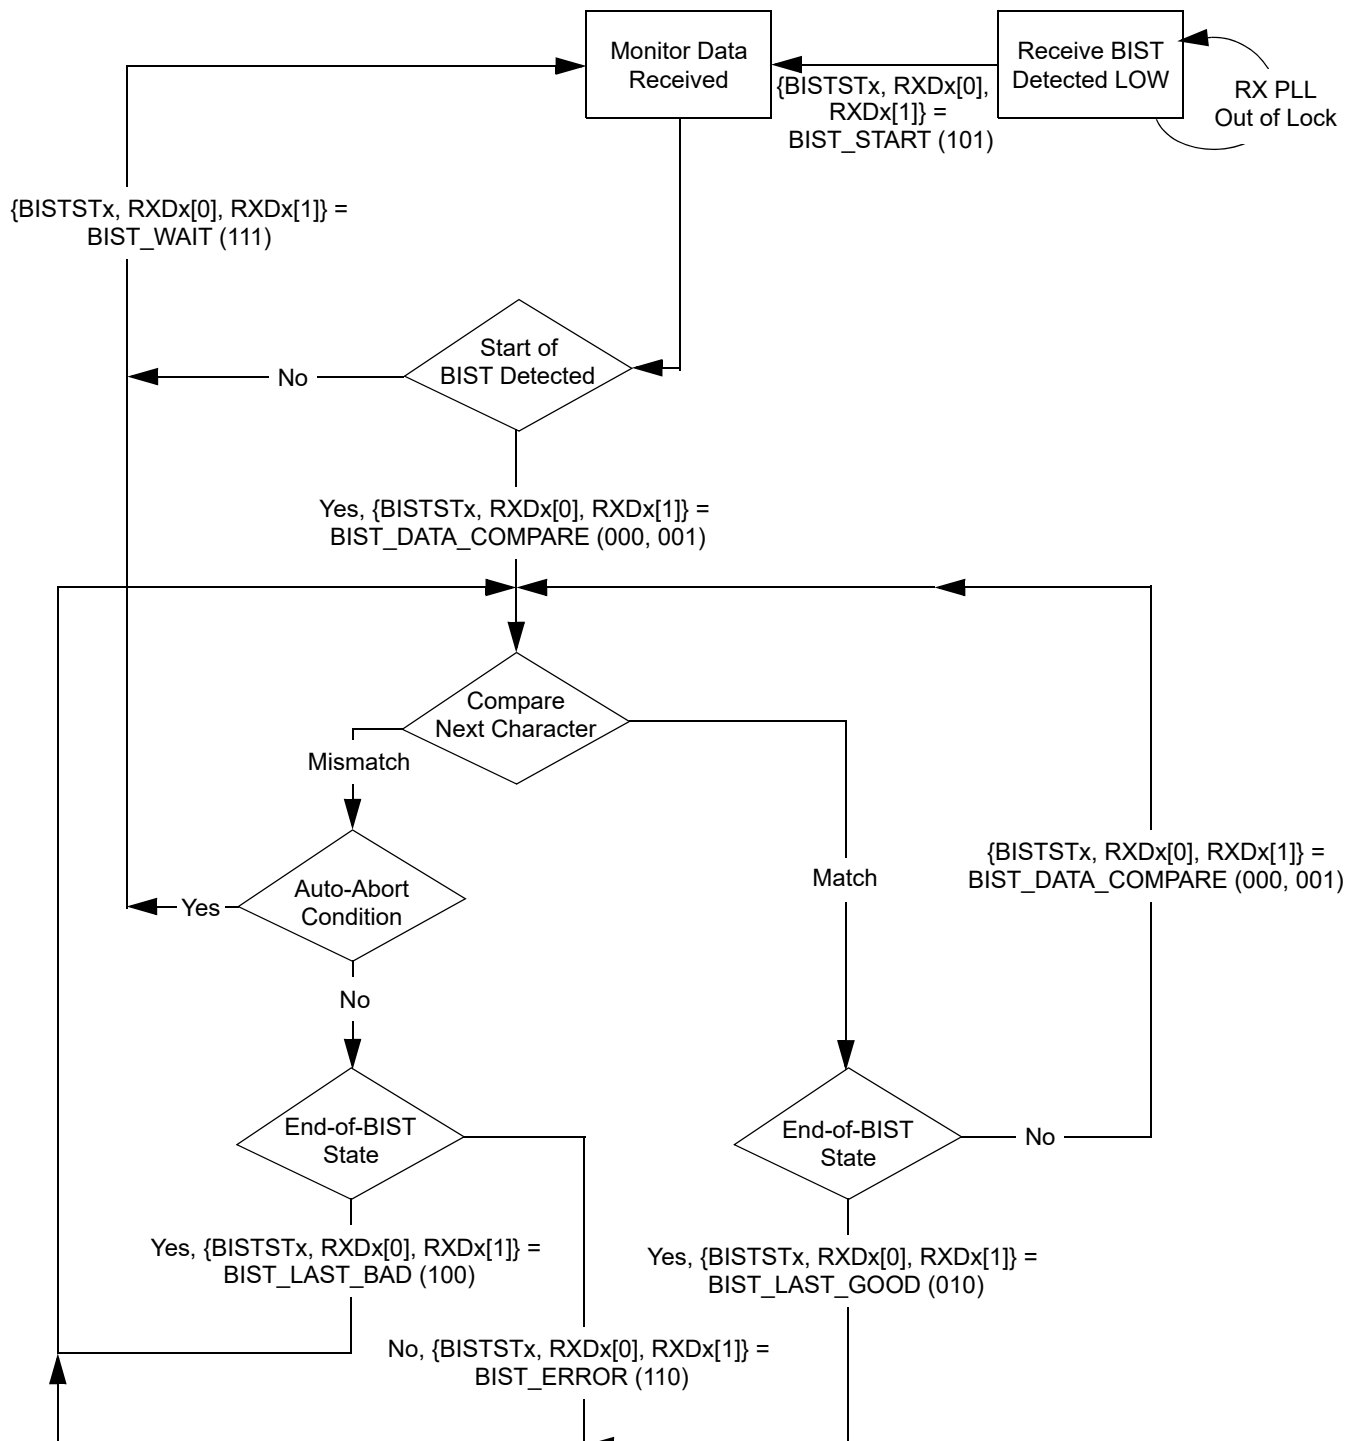 Monitor Data
Received
Receive BIST
Detected LOW
RX PLL
Out of Lock
{BISTSTx, RXDx[0],
RXDx[1]} =
BIST_START (101)
{BISTSTx, RXDx[0], RXDx[1]} =
BIST_WAIT (111)
Start of
BIST Detected
No
Yes, {BISTSTx, RXDx[0], RXDx[1]} =
BIST_DATA_COMPARE (000, 001)
Compare
Next Character
Mismatch
Auto-Abort
Condition
Yes
Match
{BISTSTx, RXDx[0], RXDx[1]} =
BIST_DATA_COMPARE (000, 001)
No
End-of-BIST
State
End-of-BIST
State
No
Yes, {BISTSTx, RXDx[0], RXDx[1]} =
BIST_LAST_BAD (100)
Yes, {BISTSTx, RXDx[0], RXDx[1]} =
BIST_LAST_GOOD (010)
No, {BISTSTx, RXDx[0], RXDx[1]} =
BIST_ERROR (110)